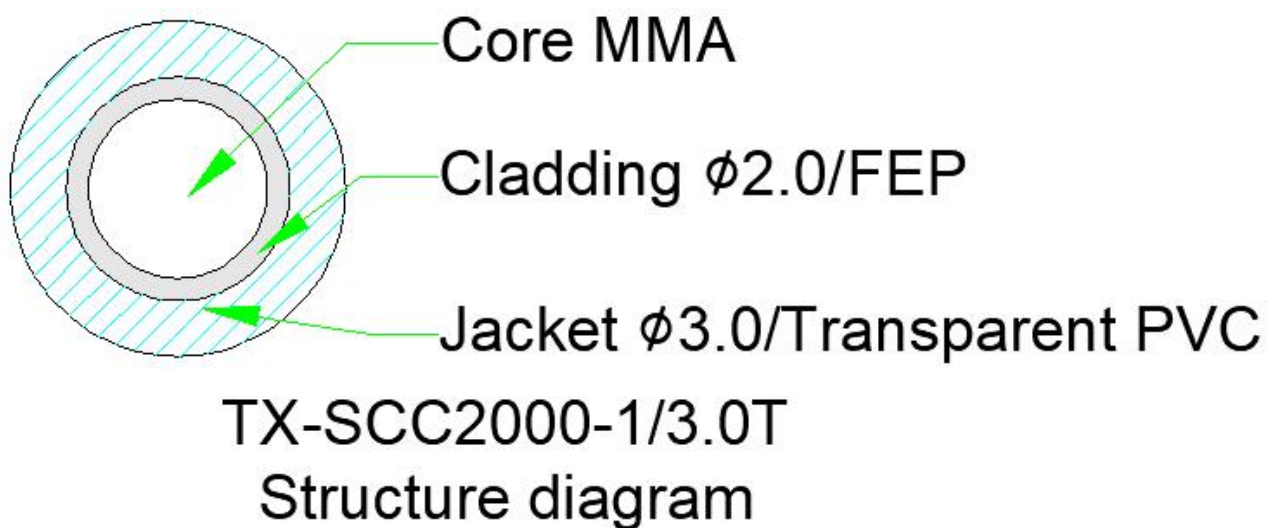 Core MMA
Cladding ϕ2.0/FEP
Jacket ϕ3.0/Transparent PVC
TX-SCC2000-1/3.0T
Structure diagram